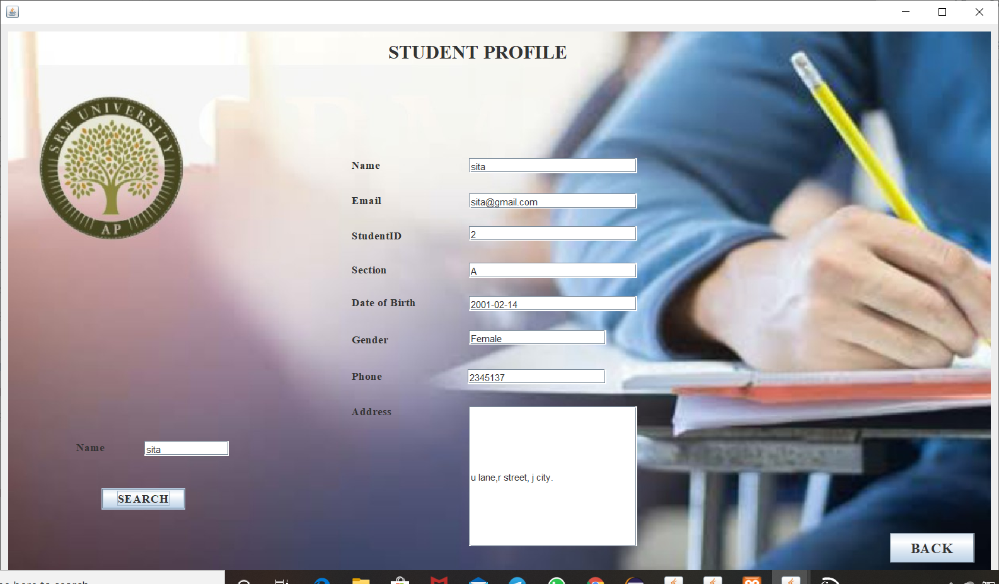 STUDENT PROFILE
SRM UNIVERSITY
AP
Name sita
Email sita@gmail.com
StudentID 2
Section A
Date of Birth 2001-02-14
Gender Female
Phone 2345137
Address
u lane,r street, j city.
Name sita
SEARCH
BACK